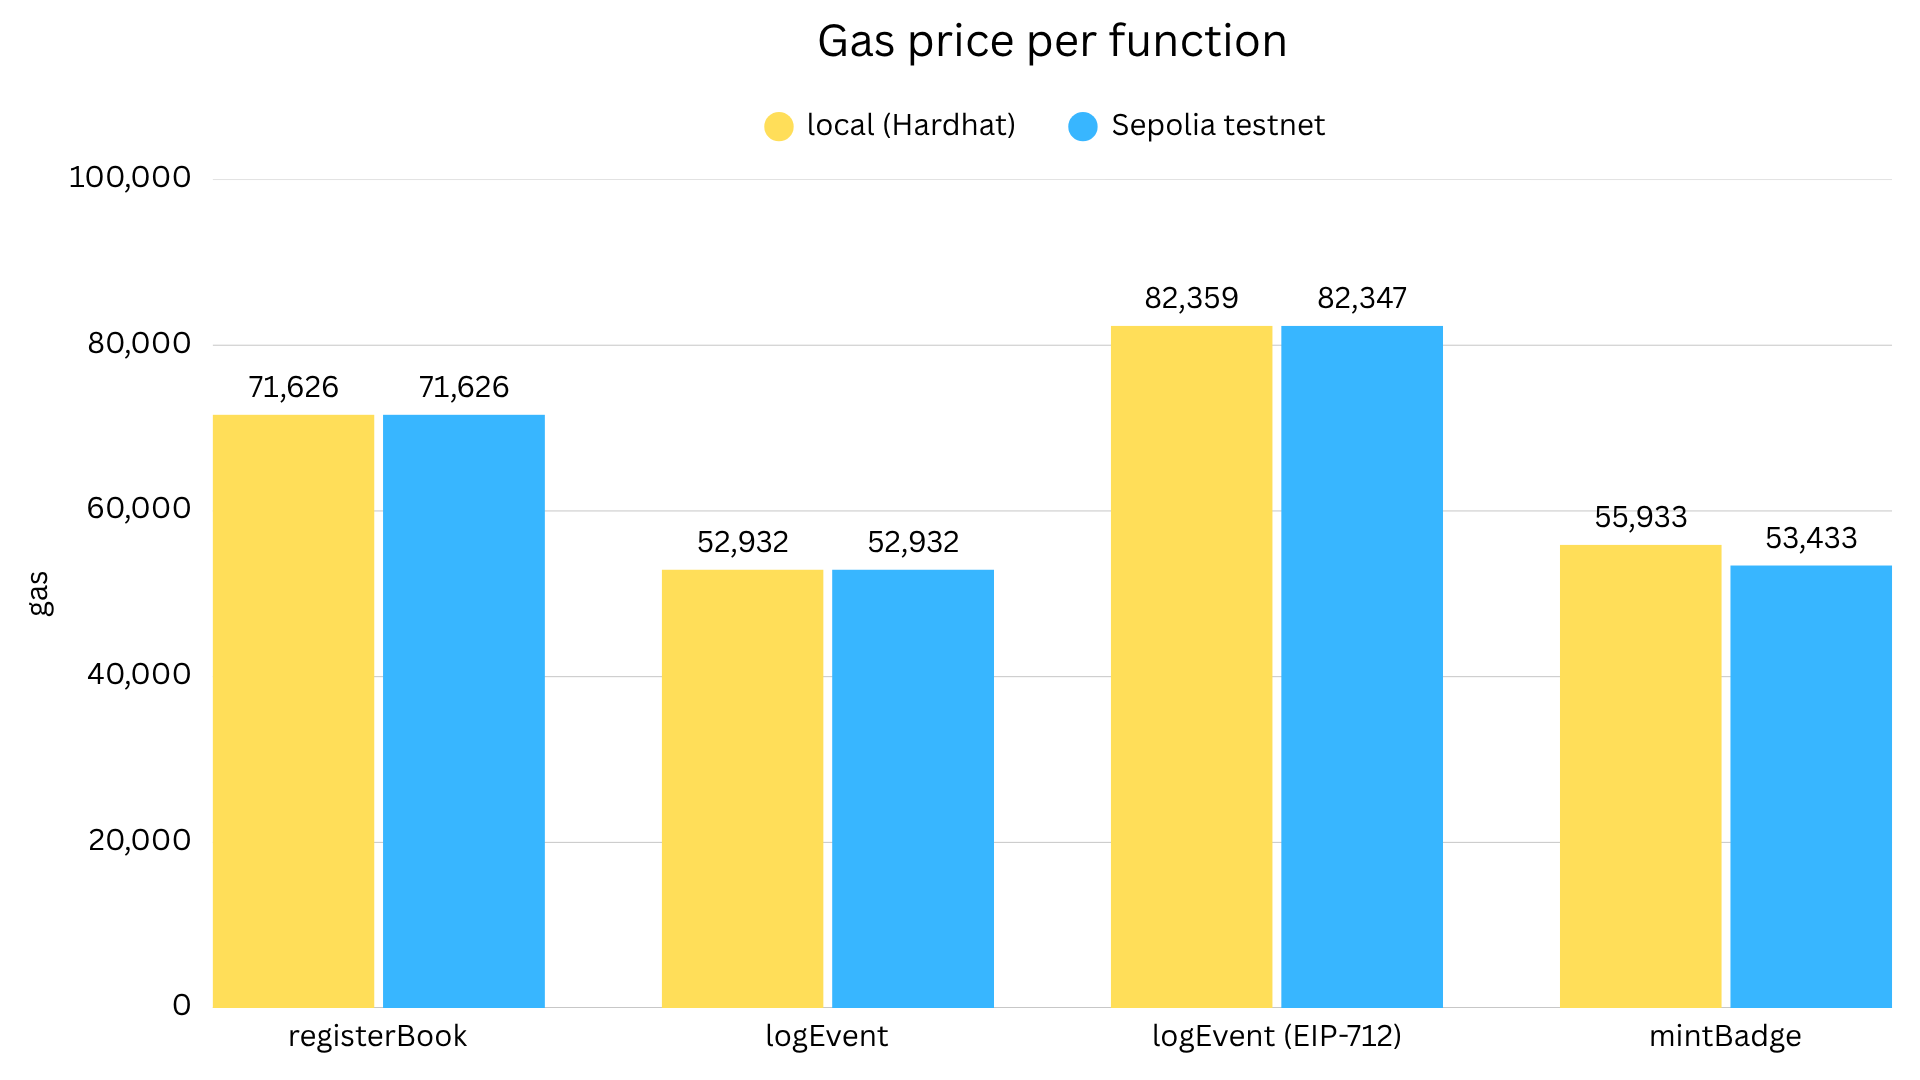 Gas price per function
local (Hardhat) Sepolia testnet
100,000
80,000
60,000
40,000
20,000
0
gas
71,626 71,626
52,932 52,932
82,359 82,347
55,933 53,433
registerBook logEvent logEvent (EIP-712) mintBadge